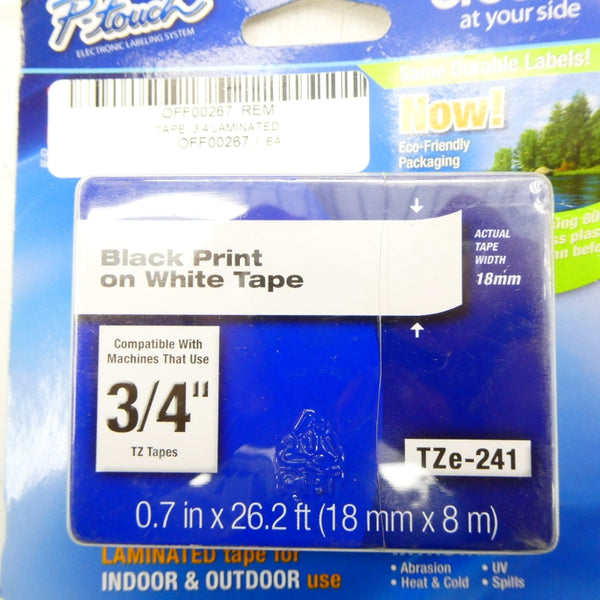 P-touch
ELECTRONIC LABELING SYSTEM
at your side
Same Durable Labels!
Now!
Eco-Friendly
Packaging
OFF00267 REM
TAPE, 3/4 LAMINATED
OFF00267 / EA
Black Print
on White Tape
ACTUAL
TAPE
WIDTH
18mm
Compatible With
Machines That Use
3/4"
TZ Tapes
TZe-241
0.7 in x 26.2 ft (18 mm x 8 m)
LAMINATED tape for
INDOOR & OUTDOOR use
• Abrasion
• Heat & Cold
• UV
• Spills